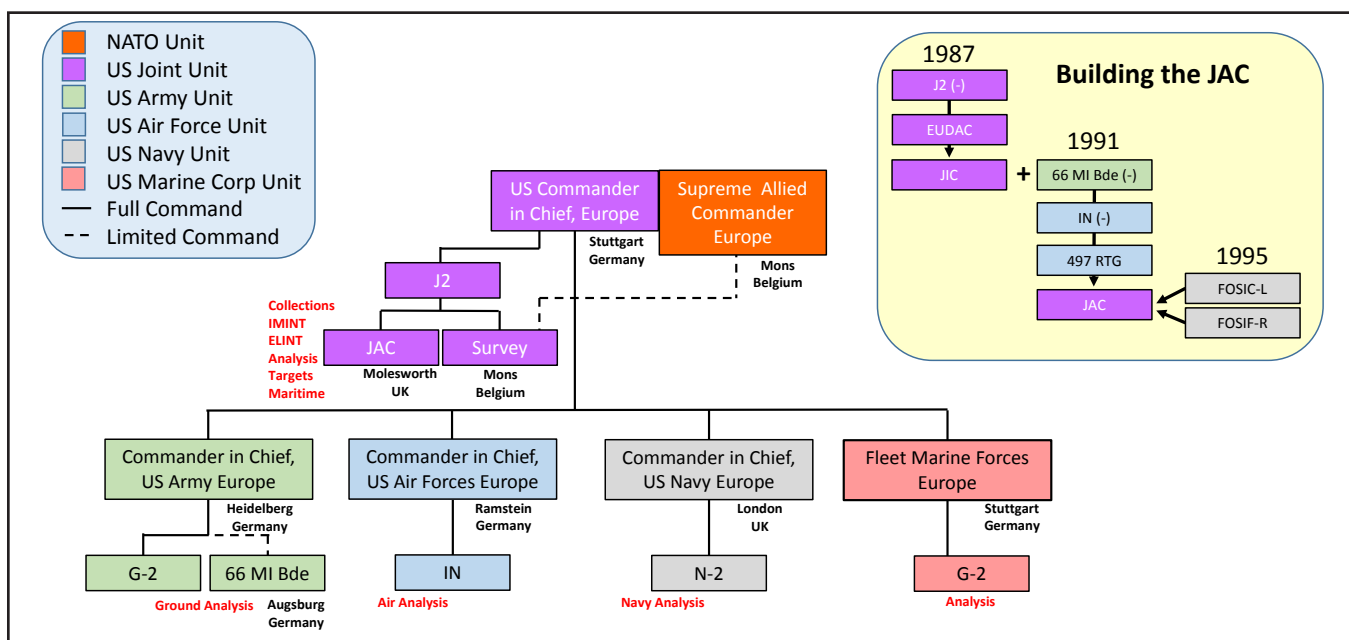 NATO Unit
US Joint Unit
US Army Unit
US Air Force Unit
US Navy Unit
US Marine Corp Unit
Full Command
Limited Command
Building the JAC
1987
J2 (-)
EUDAC
JIC
+
1991
66 MI Bde (-)
IN (-)
497 RTG
JAC
1995
FOSIC-L
FOSIF-R
US Commander
in Chief, Europe
Stuttgart
Germany
Supreme Allied
Commander
Europe
Mons
Belgium
J2
Collections
IMINT
ELINT
Analysis
Targets
Maritime
JAC
Molesworth
UK
Survey
Mons
Belgium
Commander in Chief,
US Army Europe
Heidelberg
Germany
Commander in Chief,
US Air Forces Europe
Ramstein
Germany
Commander in Chief,
US Navy Europe
London
UK
Fleet Marine Forces
Europe
Stuttgart
Germany
G-2
66 MI Bde
Ground Analysis
Augsburg
Germany
IN
Air Analysis
N-2
Navy Analysis
G-2
Analysis